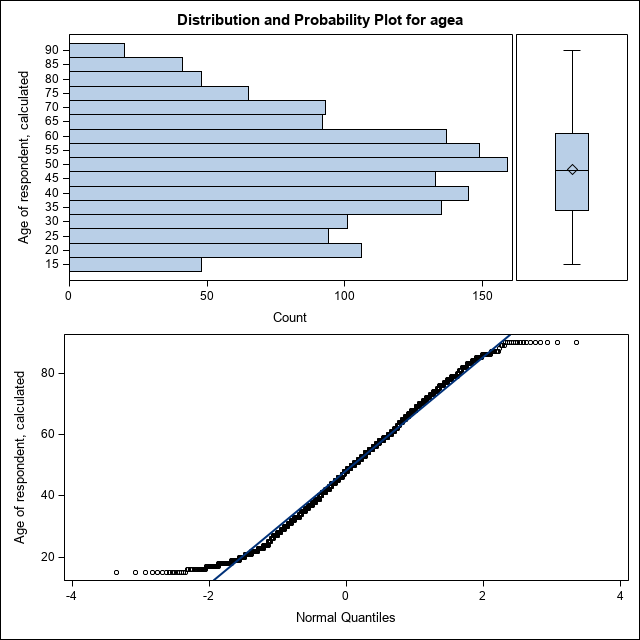 Distribution and Probability Plot for agea
Age of respondent, calculated
90
85
80
75
70
65
60
55
50
45
40
35
30
25
20
15
0 50 100 150
Count
Age of respondent, calculated
80
60
40
20
-4 -2 0 2 4
Normal Quantiles